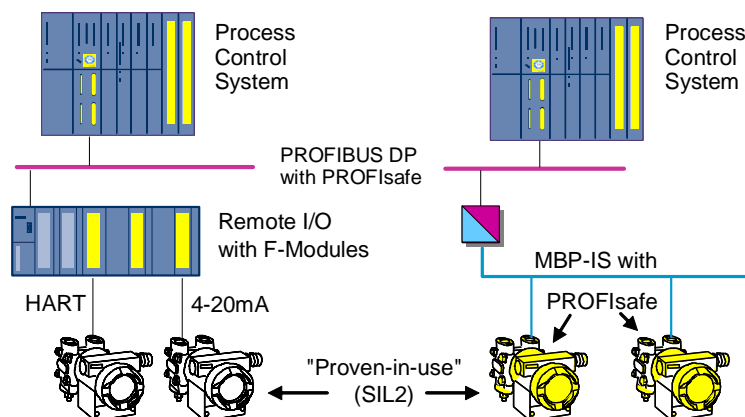 Process
Control
System
Process
Control
System
PROFIBUS DP
with PROFIsafe
Remote I/O
with F-Modules
MBP-IS with
HART
4-20mA
PROFIsafe
"Proven-in-use"
(SIL2)